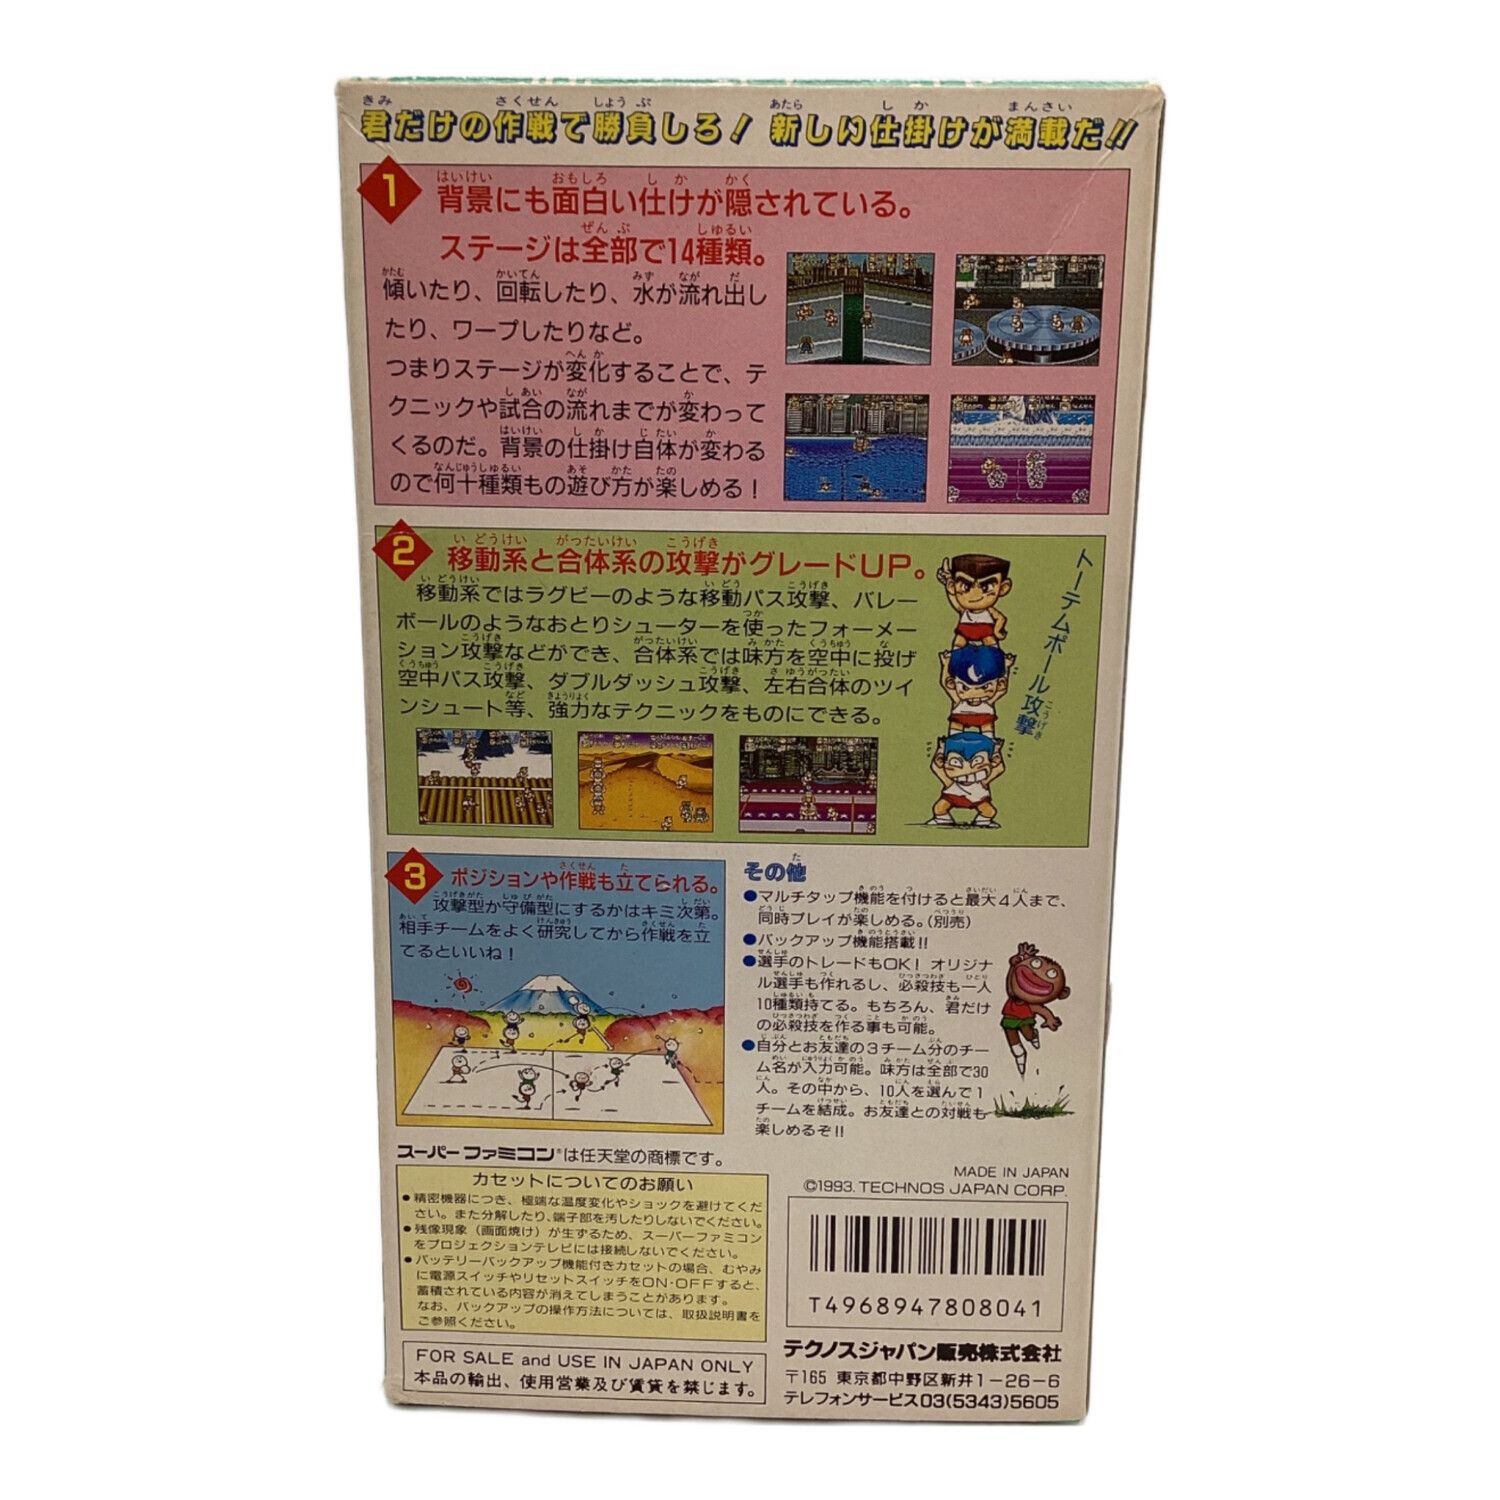 君だけの作戦で勝負しろ! 新しい仕掛けが満載だ!!
1 背景にも面白い仕けが隠されている。
ステージは全部で14種類。
傾いたり、回転したり、水が流れ出し
たり、ワープしたりなど。
つまりステージが変化することで、テ
クニックや試合の流れまでが変わって
くるのだ。背景の仕掛け自体が変わる
ので何十種類もの遊び方が楽しめる!
2 移動系と合体系の攻撃がグレードUP。
移動系ではラグビーのような移動パス攻撃、バレー
ボールのようなおとりシューターを使ったフォーメー
ション攻撃などができ、合体系では味方を空中に投げ
空中パス攻撃、ダブルダッシュ攻撃、左右合体のツイ
ンシュート等、強力なテクニックをものにできる。
トーテムポール攻撃
3 ポジションや作戦も立てられる。
攻撃型か守備型にするかはキミ次第。
相手チームをよく研究してから作戦を立
てるといいね!
その他
●マルチタップ機能を付けると最大4人まで、
同時プレイが楽しめる。(別売)
●バックアップ機能搭載!!
●選手のトレードもOK! オリジナ
ル選手も作れるし、必殺技も一人
10種類持てる。もちろん、君だけ
の必殺技を作る事も可能。
●自分とお友達の3チーム分のチー
ム名が入力可能。味方は全部で30
人。その中から、10人を選んで1
チームを結成。お友達との対戦も
楽しめるぞ!!
スーパーファミコン®は任天堂の商標です。
カセットについてのお願い
●精密機器につき、極端な温度変化やショックを避けてくだ
さい。また分解したり、端子部を汚したりしないでください。
●残像現象(画面焼け)が生ずるため、スーパーファミコン
をプロジェクションテレビには接続しないでください。
●バッテリーバックアップ機能付きカセットの場合、むやみ
に電源スイッチやリセットスイッチをON・OFFすると、
蓄積されている内容が消えてしまうことがあります。
なお、バックアップの操作方法については、取扱説明書を
ご参照ください。
FOR SALE and USE IN JAPAN ONLY
本品の輸出、使用営業及び賃貸を禁じます。
MADE IN JAPAN
©1993. TECHNOS JAPAN CORP.
T4968947808041
テクノスジャパン販売株式会社
〒165 東京都中野区新井1-26-6
テレフォンサービス03(5343)5605